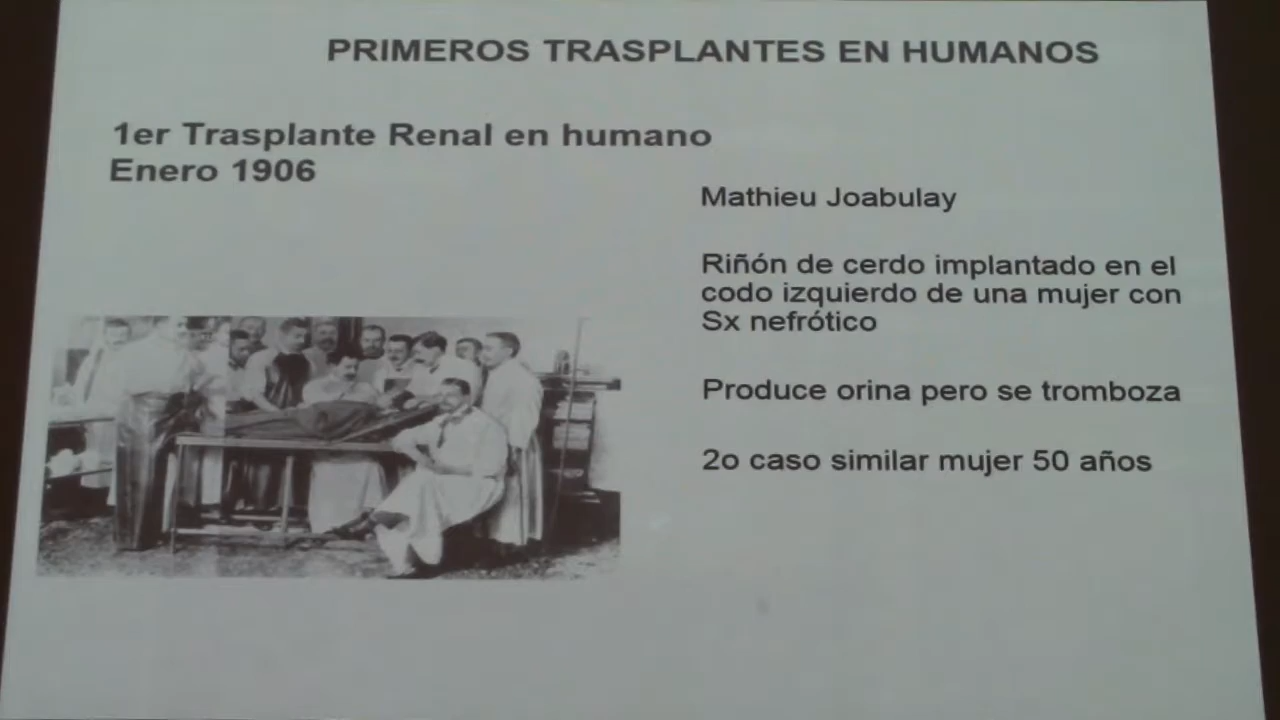 PRIMEROS TRASPLANTES EN HUMANOS
1er Trasplante Renal en humano
Enero 1906
Mathieu Joabulay
Riñón de cerdo implantado en el
codo izquierdo de una mujer con
Sx nefrótico
Produce orina pero se tromboza
2o caso similar mujer 50 años